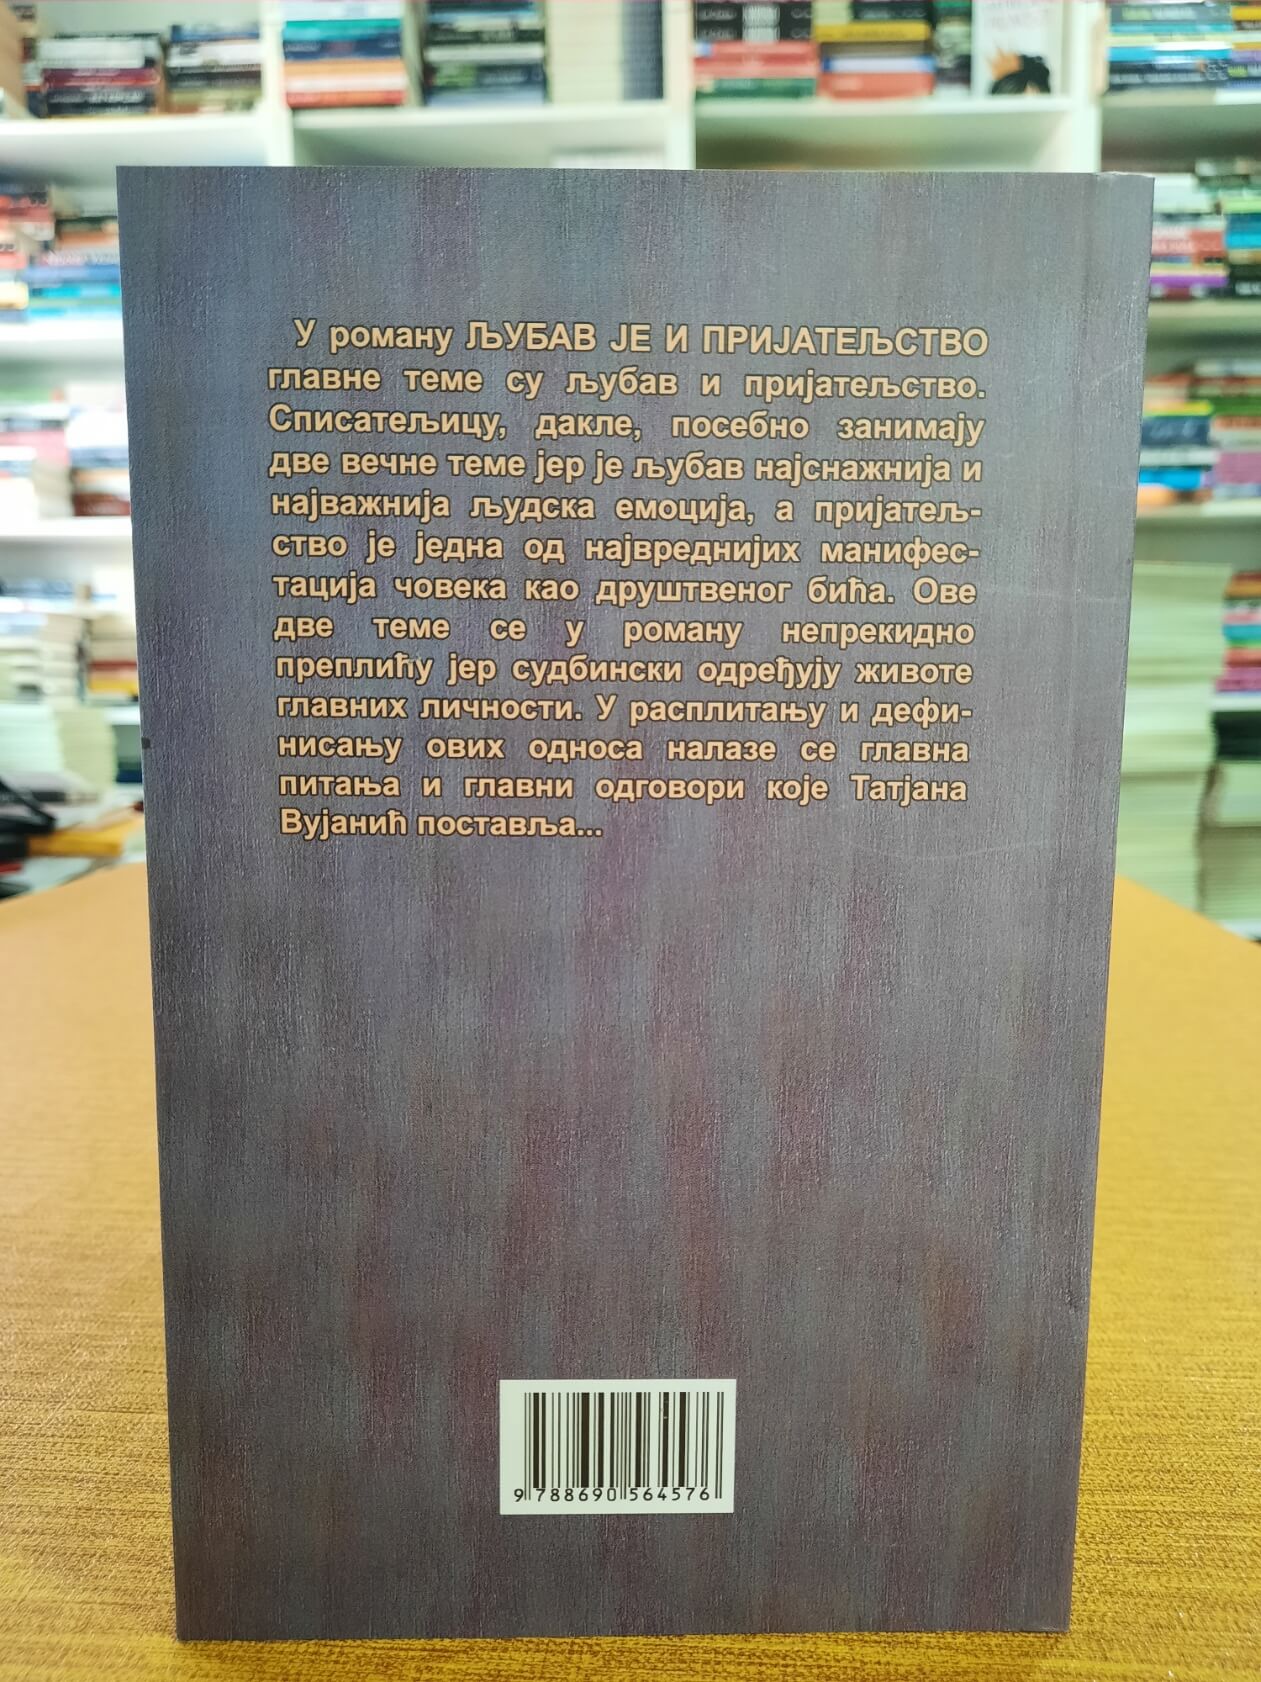 У роману ЉУБАВ ЈЕ И ПРИЈАТЕЉСТВО
главне теме су љубав и пријатељство.
Списатељицу, дакле, посебно занимају
две вечне теме јер је љубав најснажнија и
најважнија људска емоција, а пријатељ-
ство је једна од највреднијих манифес-
тација човека као друштвеног бића. Ове
две теме се у роману непрекидно
преплићу јер судбински одређују животе
главних личности. У расплитању и дефи-
нисању ових односа налазе се главна
питања и главни одговори које Татјана
Вујанић поставља...
9 788690 564576